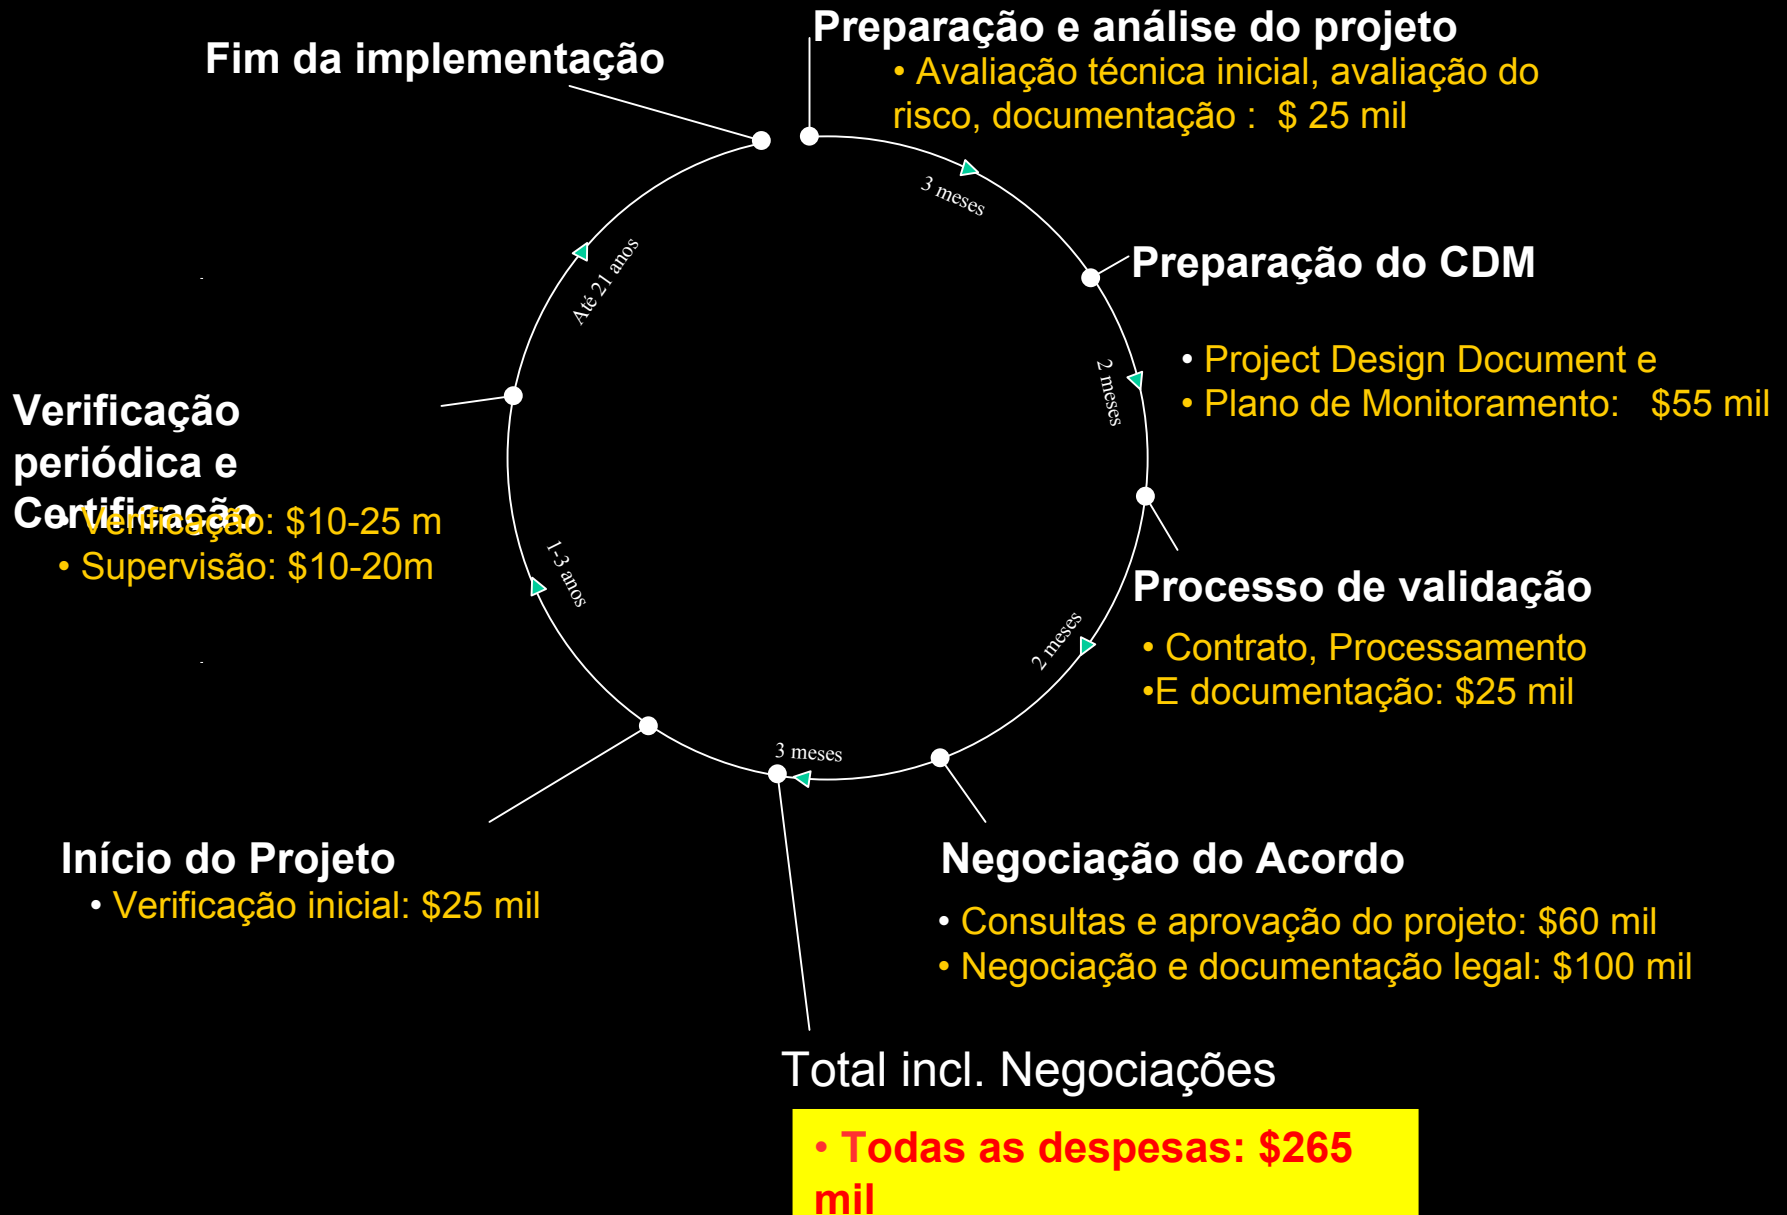 Fim da implementação
Preparação e análise do projeto
• Avaliação técnica inicial, avaliação do
risco, documentação : $ 25 mil
3 meses
Preparação do CDM
• Project Design Document e
• Plano de Monitoramento: $55 mil
2 meses
Processo de validação
• Contrato, Processamento
•E documentação: $25 mil
2 meses
Negociação do Acordo
• Consultas e aprovação do projeto: $60 mil
• Negociação e documentação legal: $100 mil
3 meses
Total incl. Negociações
• Todas as despesas: $265
mil
Início do Projeto
• Verificação inicial: $25 mil
1-3 anos
Verificação
periódica e
Certificação
• Verificação: $10-25 m
• Supervisão: $10-20m
Até 21 anos